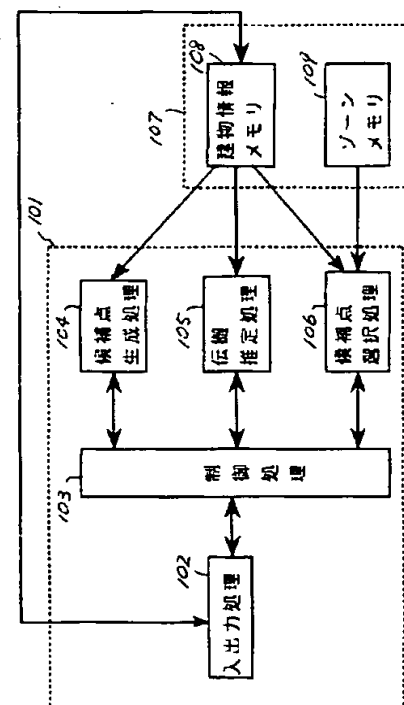 101
102
入出力処理
103
制御処理
104
候補点
生成処理
105
伝搬
推定処理
106
候補点
選択処理
107
108
建物情報
メモリ
109
ゾーン
メモリ